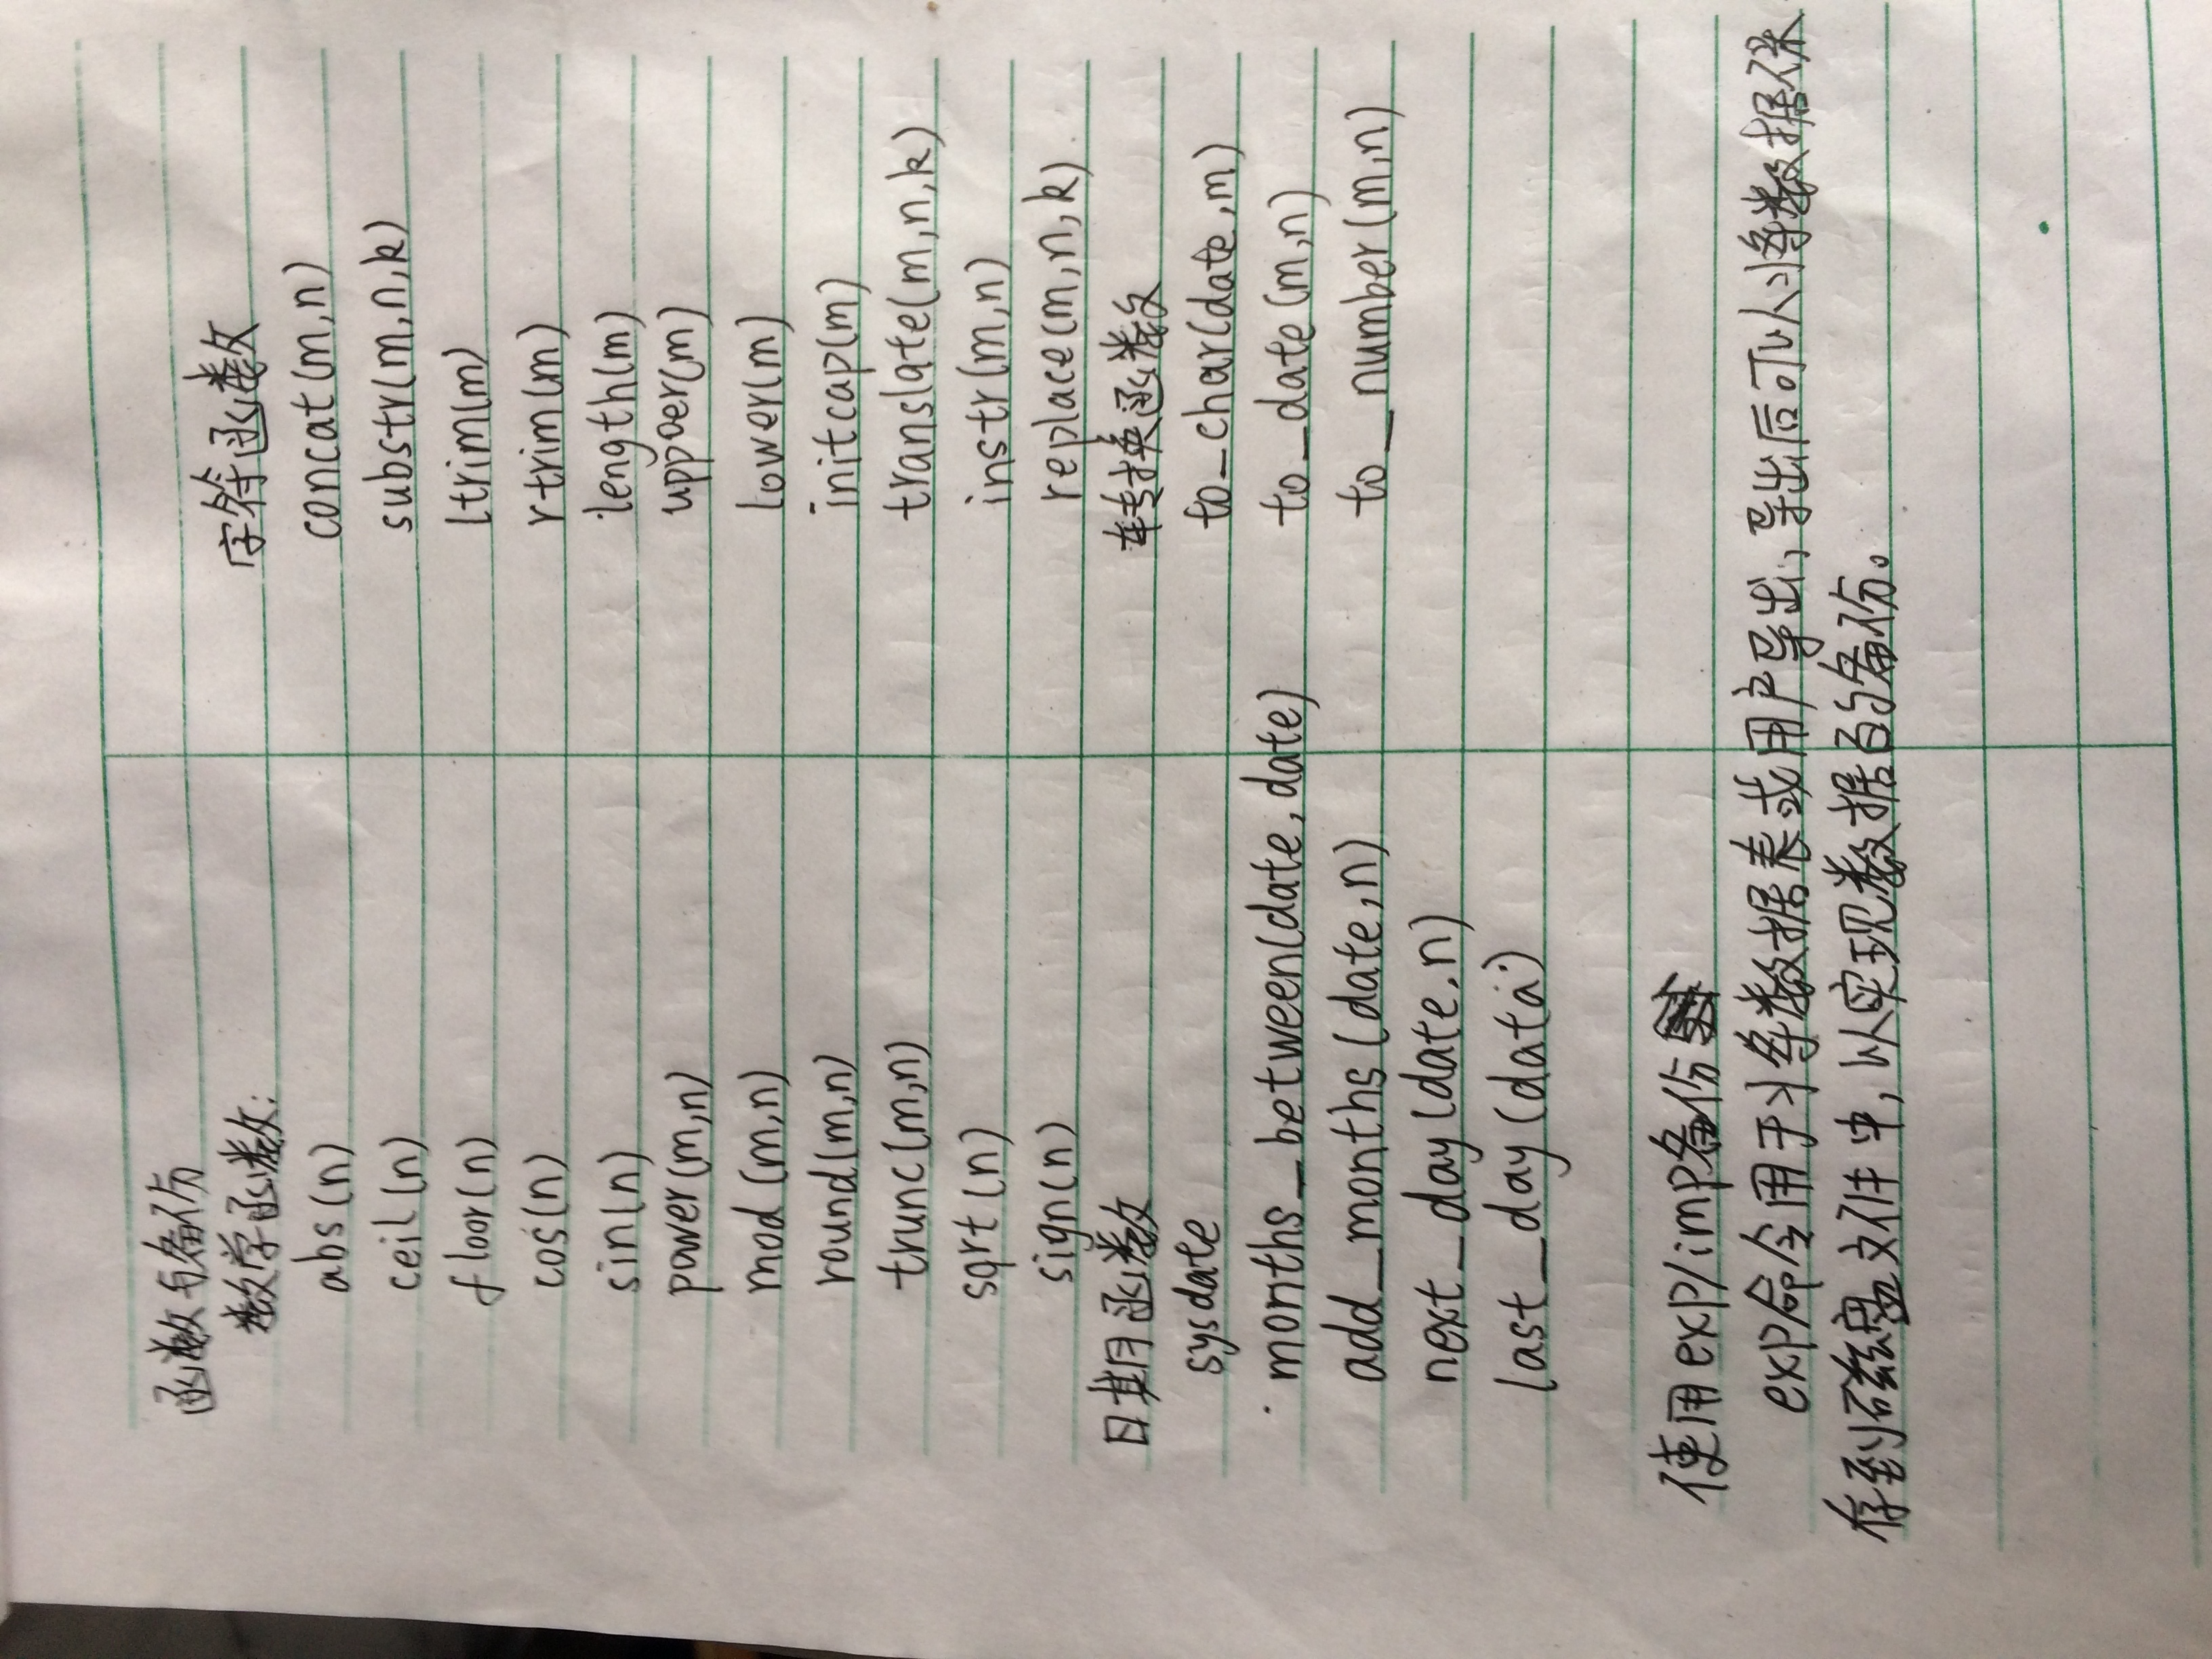 函数与备份
数学函数:
abs(n)
ceil(n)
floor(n)
cos(n)
sin(n)
power(m,n)
mod(m,n)
round(m,n)
trunc(m,n)
sqrt(n)
sign(n)
日期函数
sysdate
months_between(date,date)
add_months(date,n)
next_day(date,n)
last_day(data)
字符函数
concat(m,n)
substr(m,n,k)
ltrim(m)
rtrim(m)
length(m)
upper(m)
lower(m)
initcap(m)
translate(m,n,k)
instr(m,n)
replace(m,n,k)
转换函数
to_char(date,m)
to_date(m,n)
to_number(m,n)
使用exp/imp备份
exp命令用于将数据表或用户导出,导出后可以将数据保
存到磁盘文件中,以实现数据的备份。